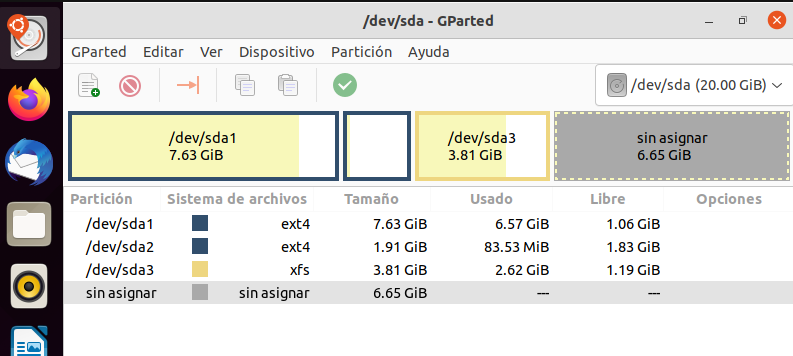 /dev/sda - GParted
GParted Editar Ver Dispositivo Partición Ayuda
/dev/sda (20.00 GiB)
/dev/sda1
7.63 GiB
/dev/sda3
3.81 GiB
sin asignar
6.65 GiB
Partición Sistema de archivos Tamaño Usado Libre Opciones
/dev/sda1 ext4 7.63 GiB 6.57 GiB 1.06 GiB
/dev/sda2 ext4 1.91 GiB 83.53 MiB 1.83 GiB
/dev/sda3 xfs 3.81 GiB 2.62 GiB 1.19 GiB
sin asignar sin asignar 6.65 GiB --- ---